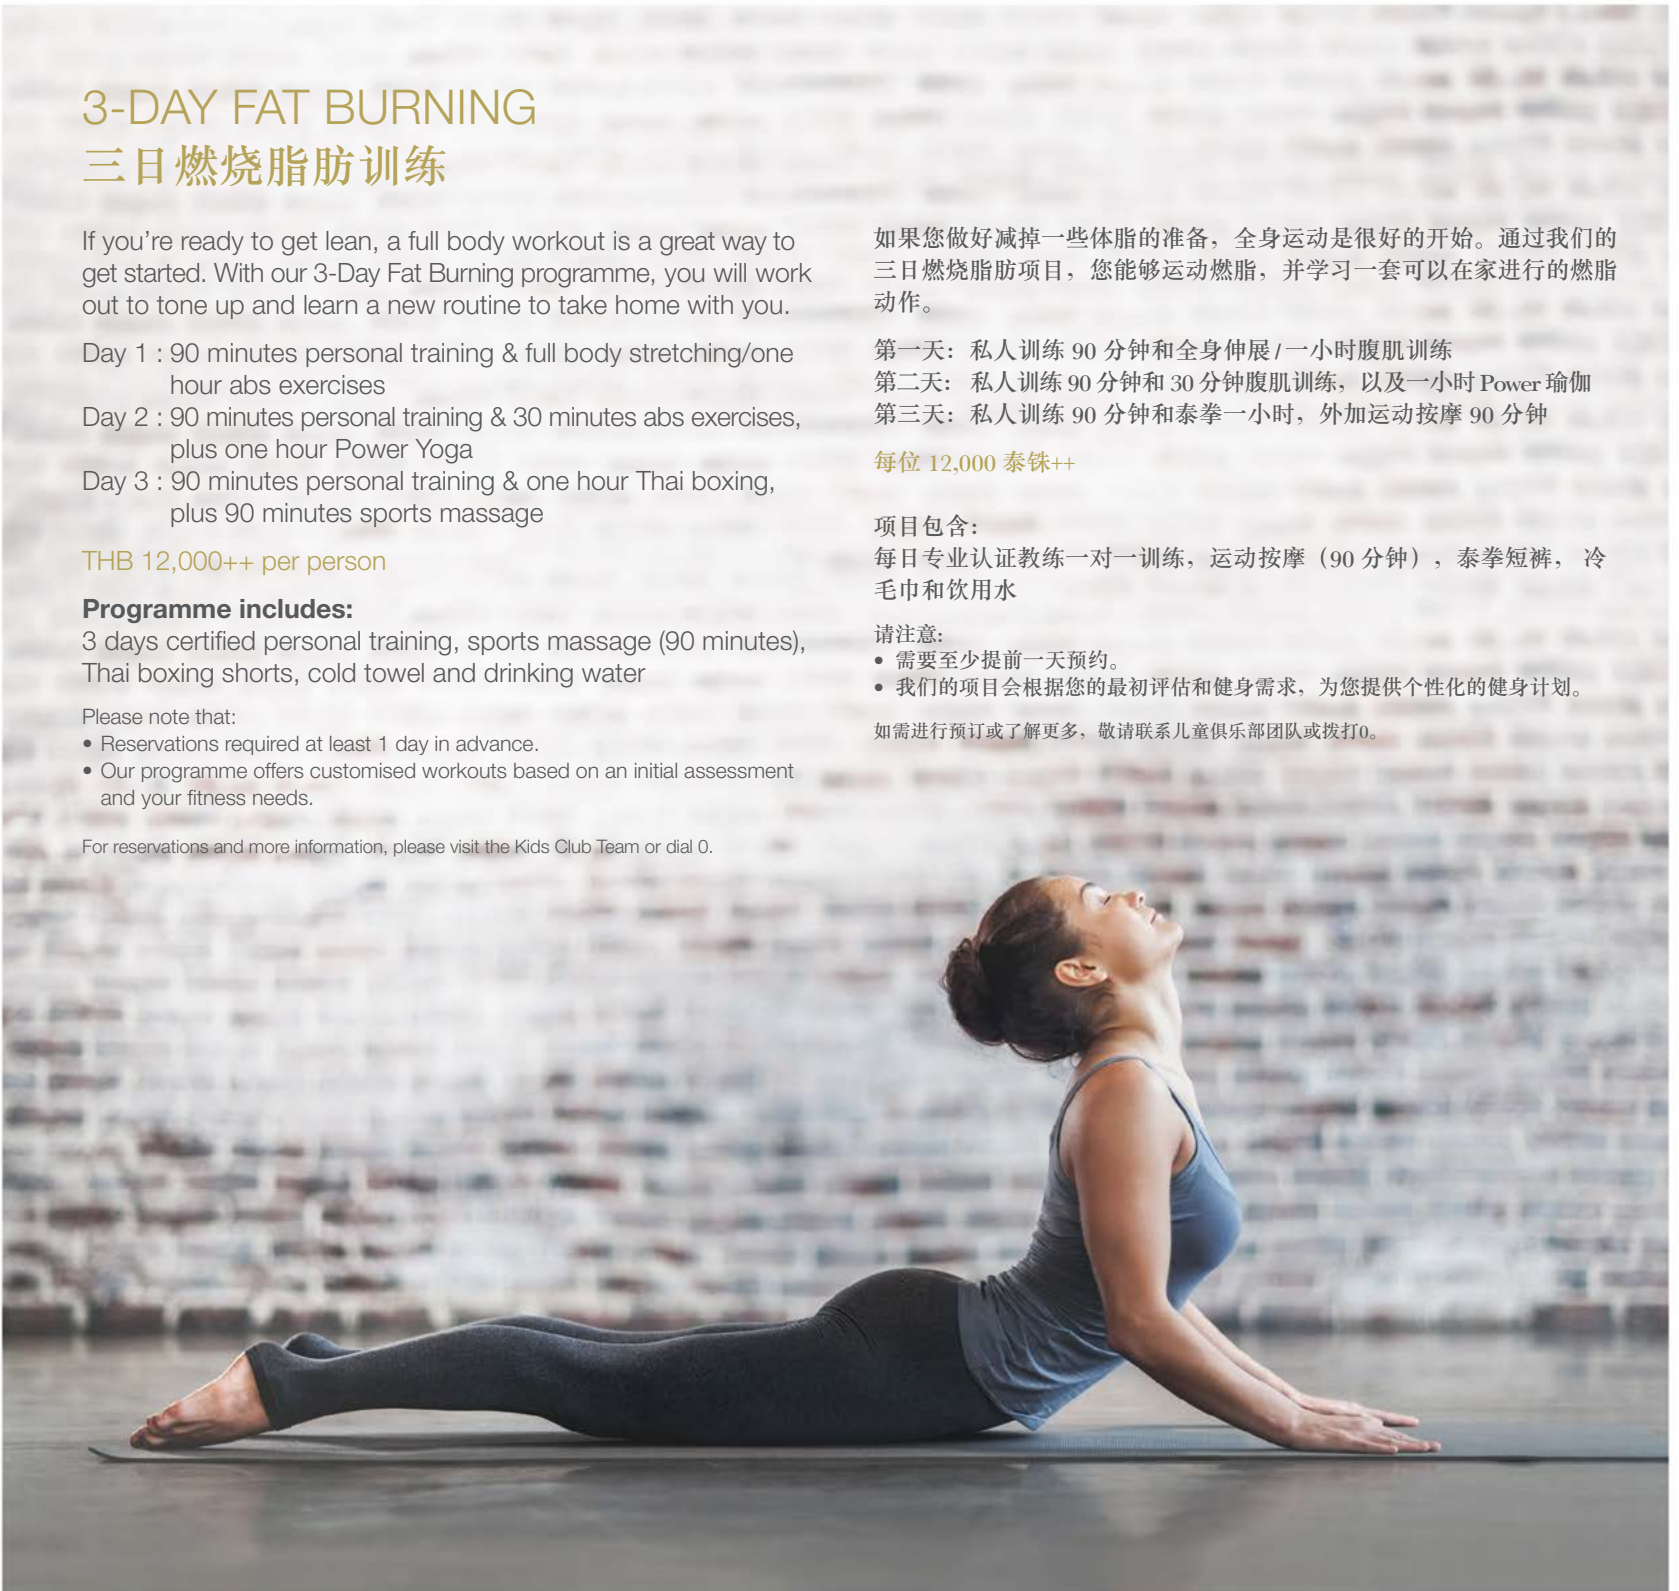 3-DAY FAT BURNING
三日燃烧脂肪训练
If you're ready to get lean, a full body workout is a great way to
get started. With our 3-Day Fat Burning programme, you will work
out to tone up and learn a new routine to take home with you.
Day 1 : 90 minutes personal training & full body stretching/one
hour abs exercises
Day 2 : 90 minutes personal training & 30 minutes abs exercises,
plus one hour Power Yoga
Day 3 : 90 minutes personal training & one hour Thai boxing,
plus 90 minutes sports massage
THB 12,000++ per person
Programme includes:
3 days certified personal training, sports massage (90 minutes),
Thai boxing shorts, cold towel and drinking water
Please note that:
• Reservations required at least 1 day in advance.
• Our programme offers customised workouts based on an initial assessment
and your fitness needs.
For reservations and more information, please visit the Kids Club Team or dial 0.
如果您做好减掉一些体脂的准备，全身运动是很好的开始。通过我们的
三日燃烧脂肪项目，您能够运动燃脂，并学习一套可以在家进行的燃脂
动作。
第一天：私人训练 90 分钟和全身伸展/一小时腹肌训练
第二天： 私人训练 90 分钟和 30 分钟腹肌训练，以及一小时 Power 瑜伽
第三天：私人训练 90 分钟和泰拳一小时，外加运动按摩 90 分钟
每位 12,000 泰铢++
项目包含：
每日专业认证教练一对一训练，运动按摩（90 分钟），泰拳短裤， 冷
毛巾和饮用水
请注意:
• 需要至少提前一天预约。
• 我们的项目会根据您的最初评估和健身需求，为您提供个性化的健身计划。
如需进行预订或了解更多，敬请联系儿童俱乐部团队或拨打0。